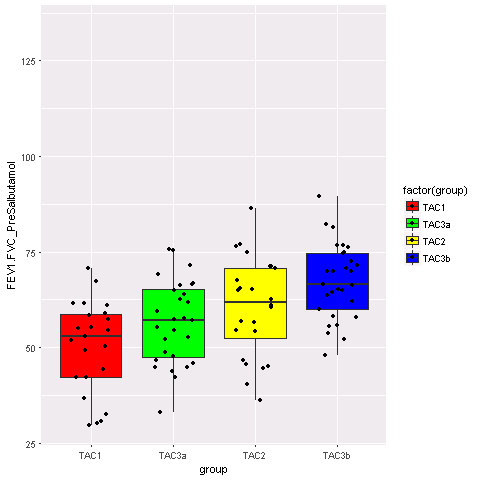 FEV1.FVC_PreSalbutamol
125
100
75
50
25
TAC1 TAC3a TAC2 TAC3b
group
factor(group)
TAC1
TAC3a
TAC2
TAC3b